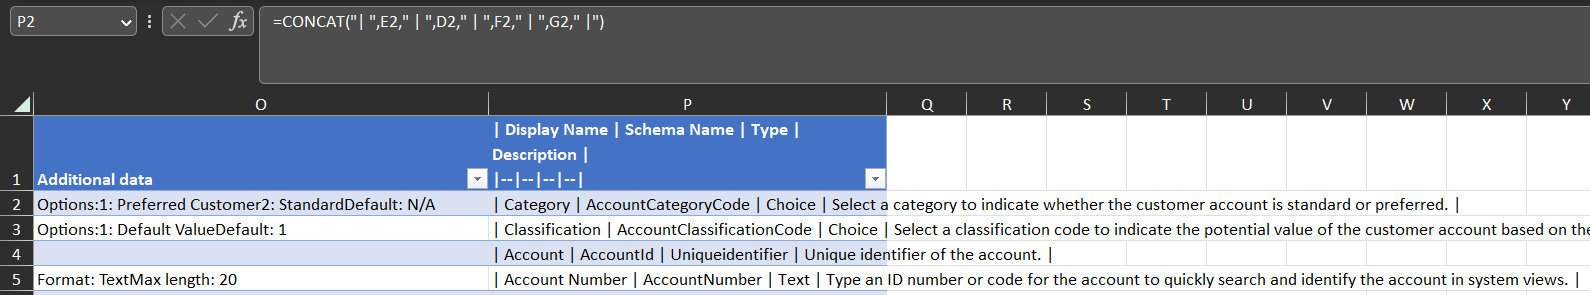 P2
fx
=CONCAT("| ",E2," | ",D2," | ",F2," | ",G2," |")
O P Q R S T U V W X Y
| Display Name | Schema Name | Type |
Description |
1 Additional data |--|--|--|--|
2 Options:1: Preferred Customer2: StandardDefault: N/A | Category | AccountCategoryCode | Choice | Select a category to indicate whether the customer account is standard or preferred. |
3 Options:1: Default ValueDefault: 1 | Classification | AccountClassificationCode | Choice | Select a classification code to indicate the potential value of the customer account based on the
4 | Account | AccountId | Uniqueidentifier | Unique identifier of the account. |
5 Format: TextMax length: 20 | Account Number | AccountNumber | Text | Type an ID number or code for the account to quickly search and identify the account in system views. |